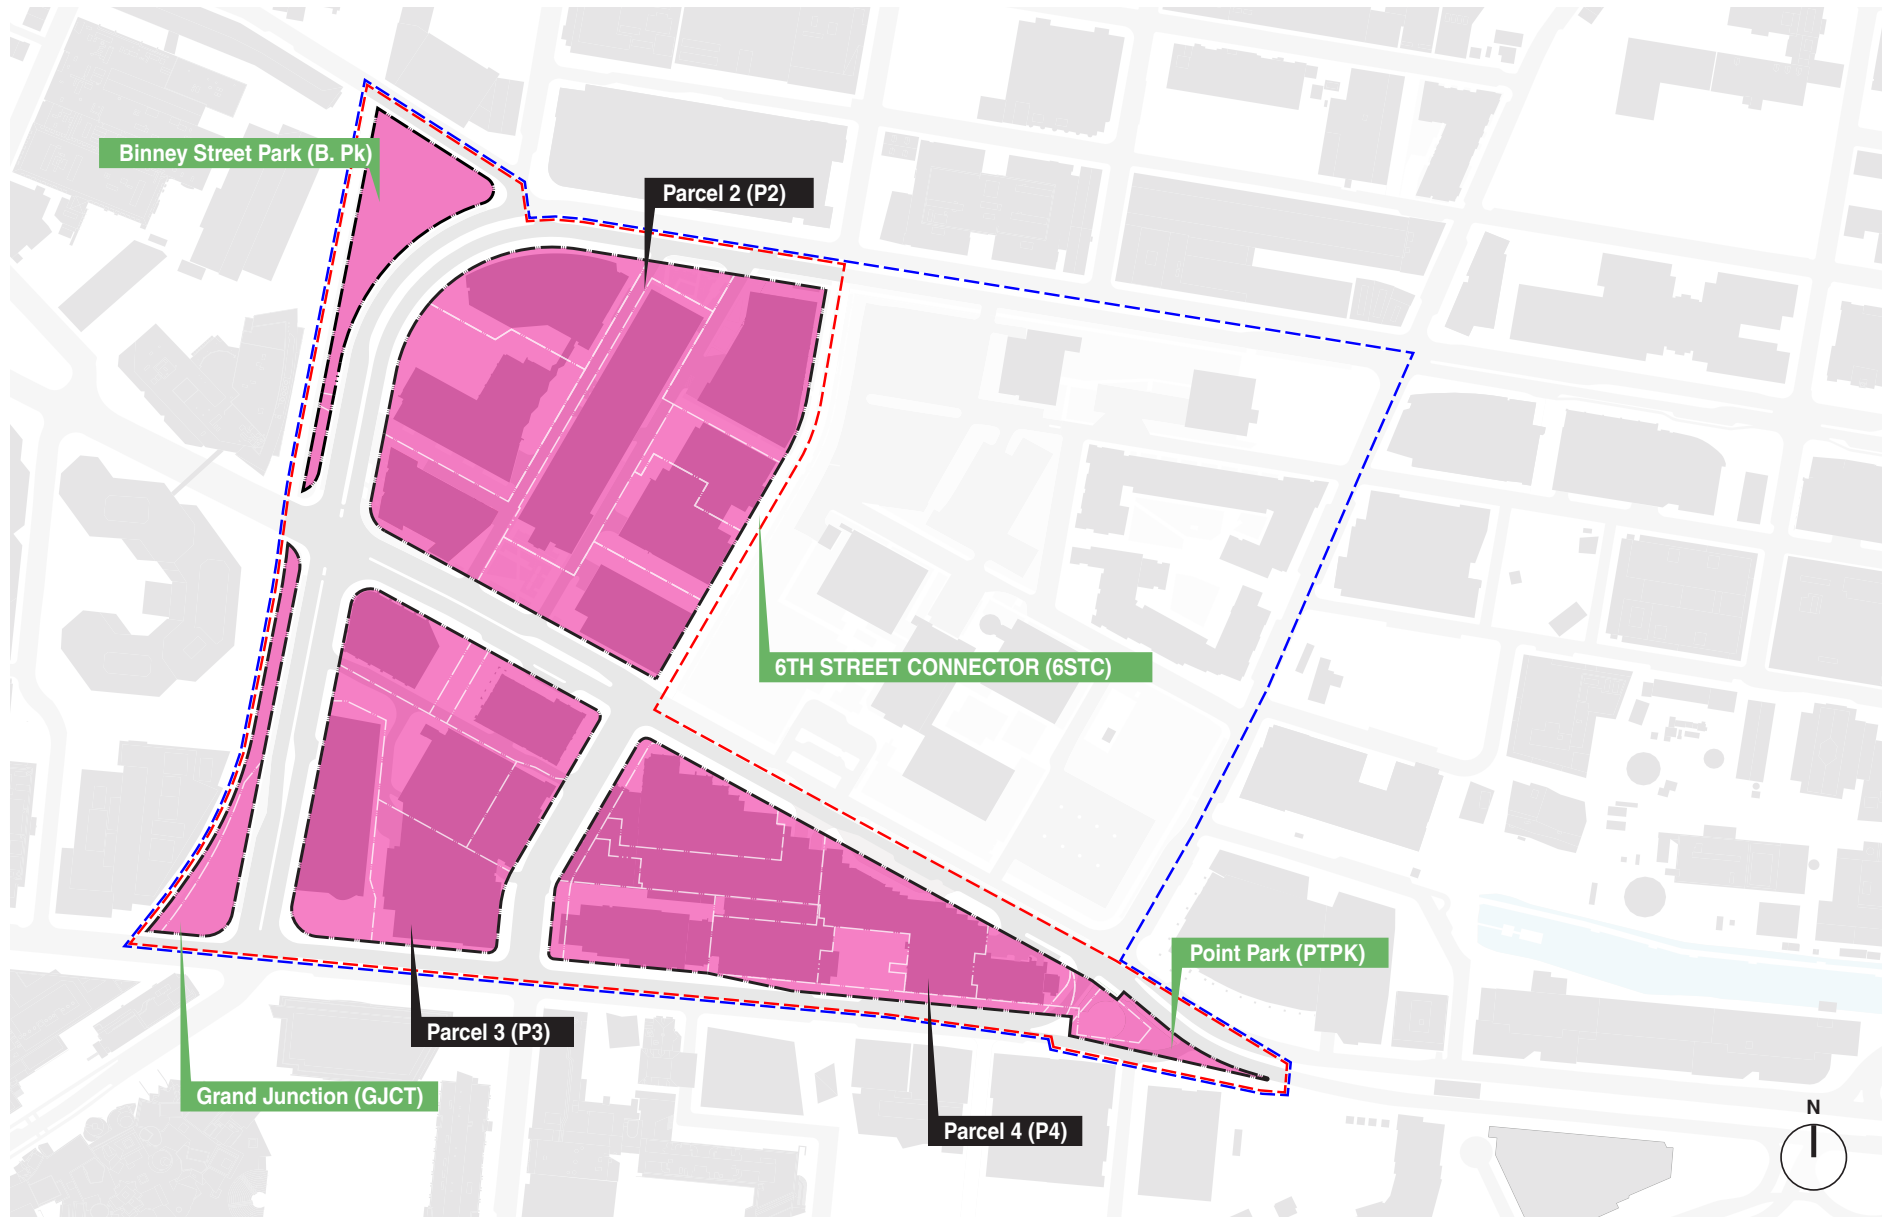 Binney Street Park (B. Pk)
Parcel 2 (P2)
6TH STREET CONNECTOR (6STC)
Point Park (PTPK)
Parcel 3 (P3)
Grand Junction (GJCT)
Parcel 4 (P4)
N